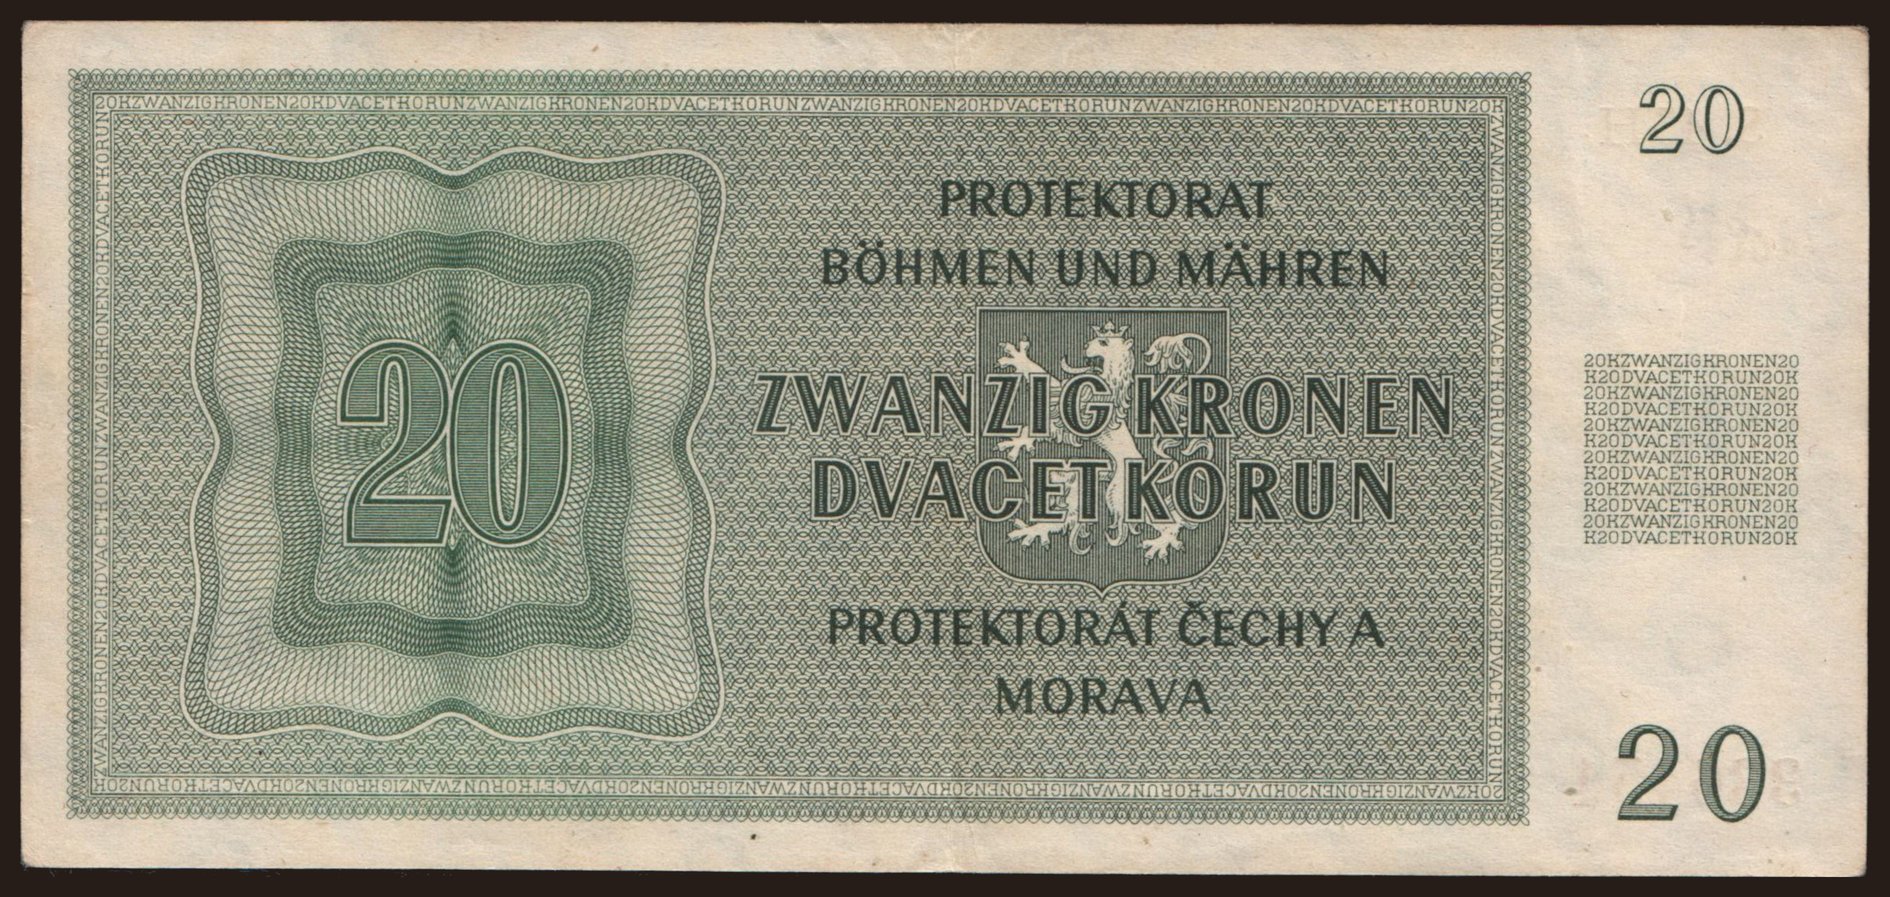 20KZWANZIGKRONEN20KDVACETKORUNZWANZIGKRONEN20KDVACETKORUNZWANZIGKRONEN20KDVACETKORUNZWANZIGKRONEN20KDVACETKORUN20K
20
PROTEKTORAT
BÖHMEN UND MÄHREN
20
ZWANZIG KRONEN
DVACET KORUN
PROTEKTORÁT ČECHY A
MORAVA
20KZWANZIGKRONEN20
K20DVACETKORUN20K
20KZWANZIGKRONEN20
K20DVACETKORUN20K
20KZWANZIGKRONEN20
K20DVACETKORUN20K
20KZWANZIGKRONEN20
K20DVACETKORUN20K
20KZWANZIGKRONEN20
K20DVACETKORUN20K
20KZWANZIGKRONEN20
K20DVACETKORUN20K
20